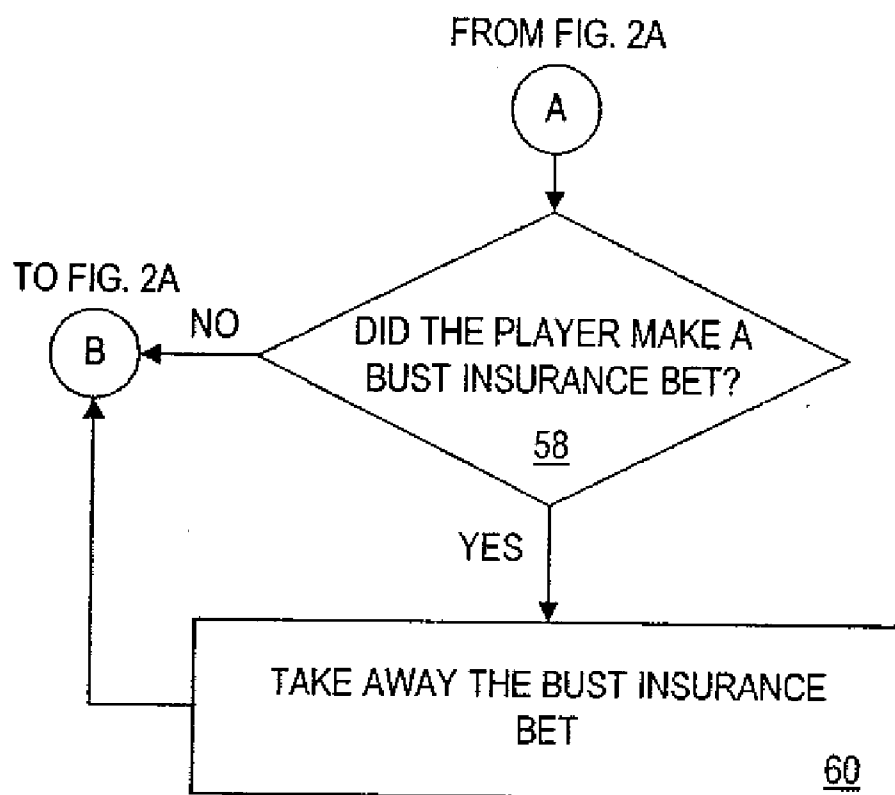 FROM FIG. 2A
A
TO FIG. 2A
B
NO
DID THE PLAYER MAKE A
BUST INSURANCE BET?
58
YES
TAKE AWAY THE BUST INSURANCE
BET
60